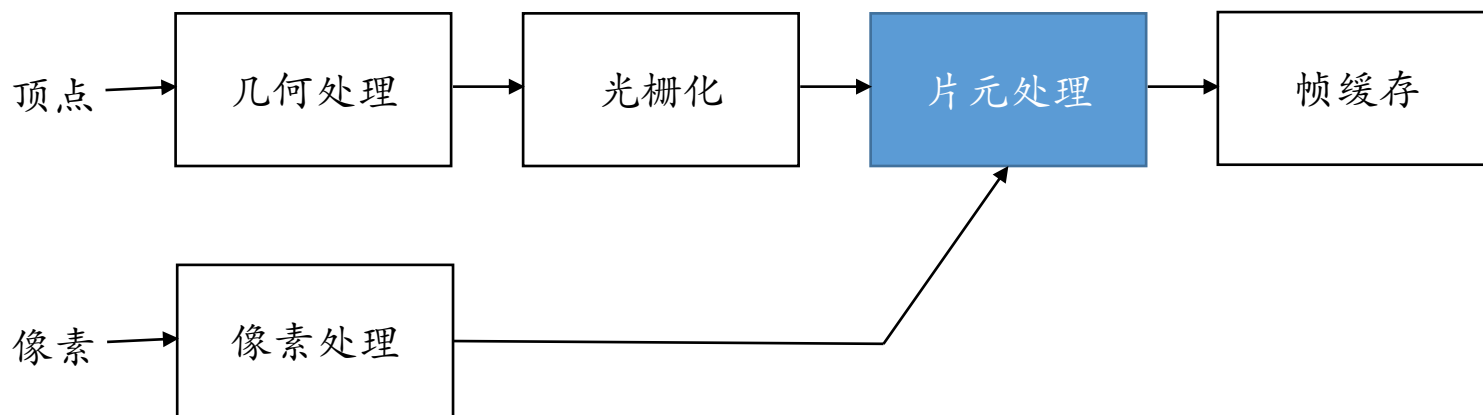 顶点
几何处理
光栅化
片元处理
帧缓存
像素
像素处理